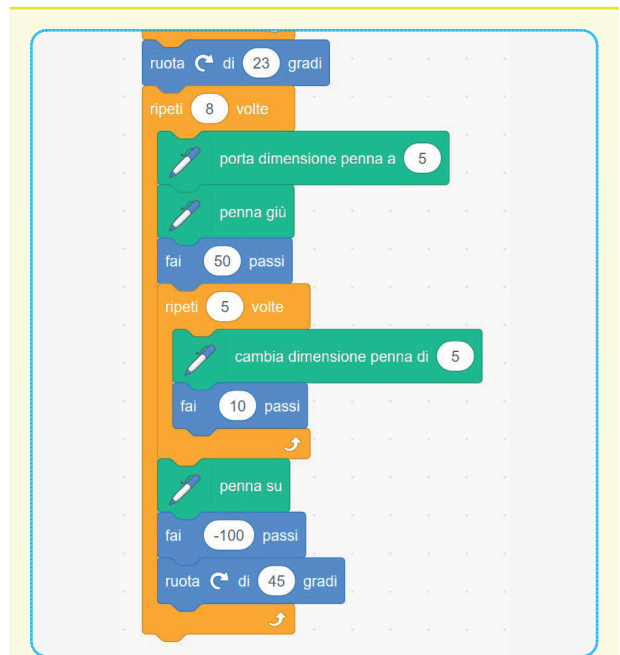 ruota di 23 gradi
ripeti 8 volte
porta dimensione penna a 5
penna giù
fai 50 passi
ripeti 5 volte
cambia dimensione penna di 5
fai 10 passi
penna su
fai -100 passi
ruota di 45 gradi